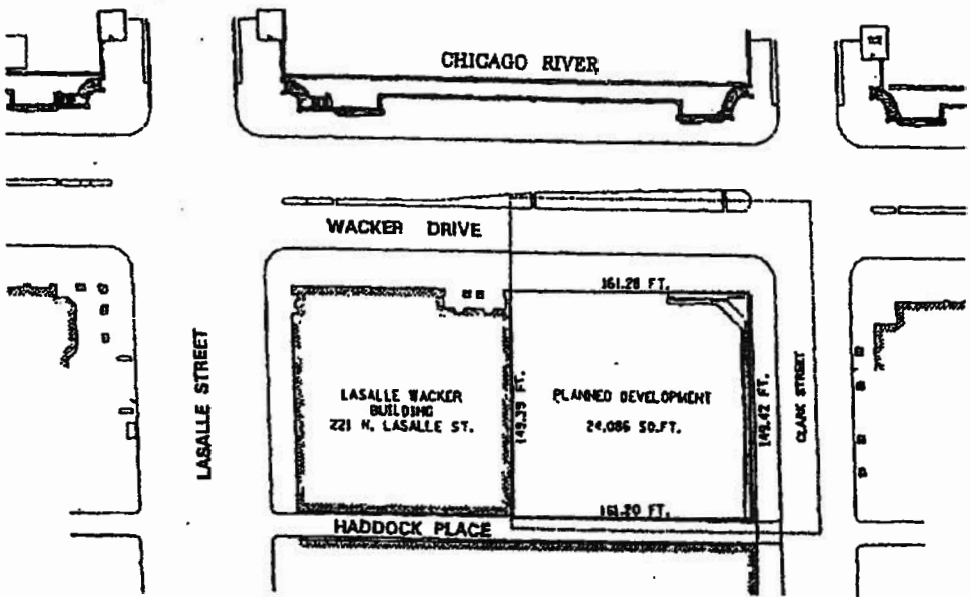 CHICAGO RIVER
WACKER DRIVE
161.28 FT.
LASALLE STREET
LASALLE WACKER
BUILDING
221 N. LASALLE ST.
149.39 FT.
PLANNED DEVELOPMENT
24,086 SQ.FT.
149.42 FT.
CLARK STREET
161.20 FT.
HADDOCK PLACE